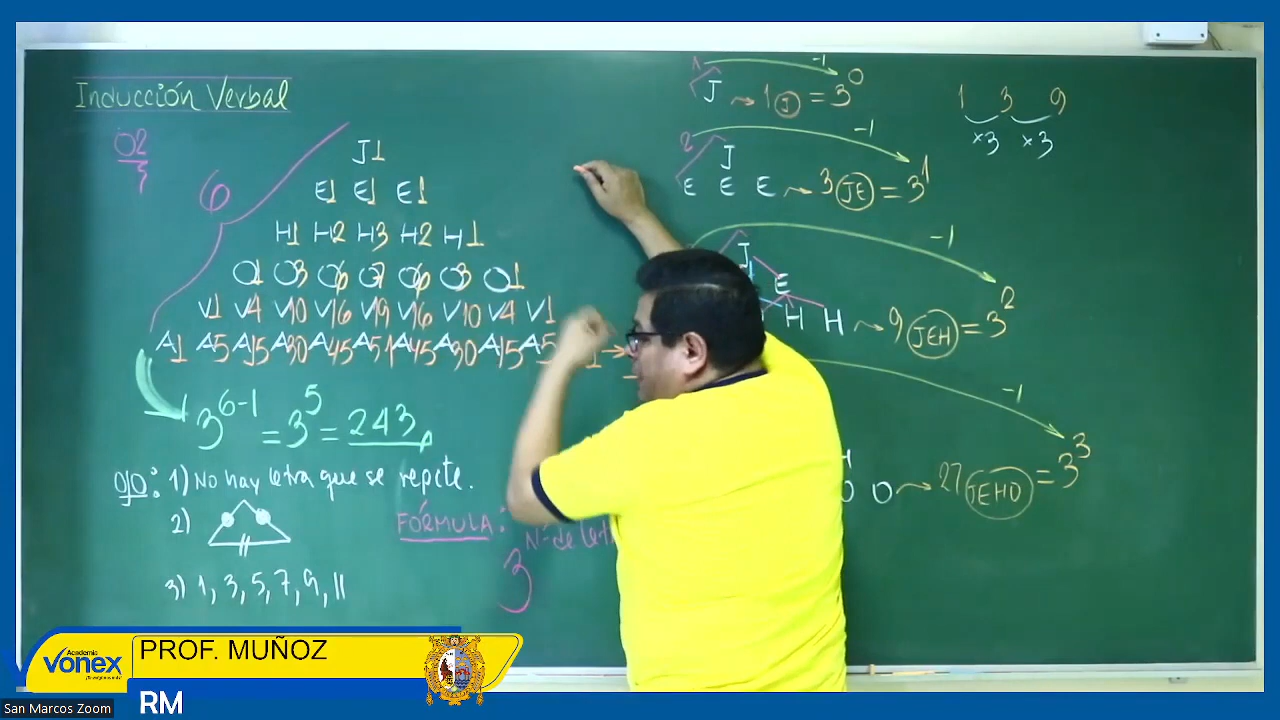 Inducción Verbal
02
6
J1
E1 E1 E1
H1 H2 H3 H2 H1
O1 O3 O6 O7 O6 O3 O1
V1 V4 V10 V16 V19 V16 V10 V4 V1
A1 A5 A15 A30 A45 A51 A45 A30 A15 A5
3^6-1 = 3^5 = 243
OJO: 1) No hay letra que se repite.
2)
3) 1, 3, 5, 7, 9, 11
FÓRMULA:
3^Nº de
1 -1
J → 1 J = 3^0
2 -1
J
E E E → 3 JE = 3^1
-1
J
E
H H → 9 JEH = 3^2
-1
O → 27 JEHO = 3^3
1 3 9
×3 ×3
Academia
vonex
PROF. MUÑOZ
RM
San Marcos Zoom